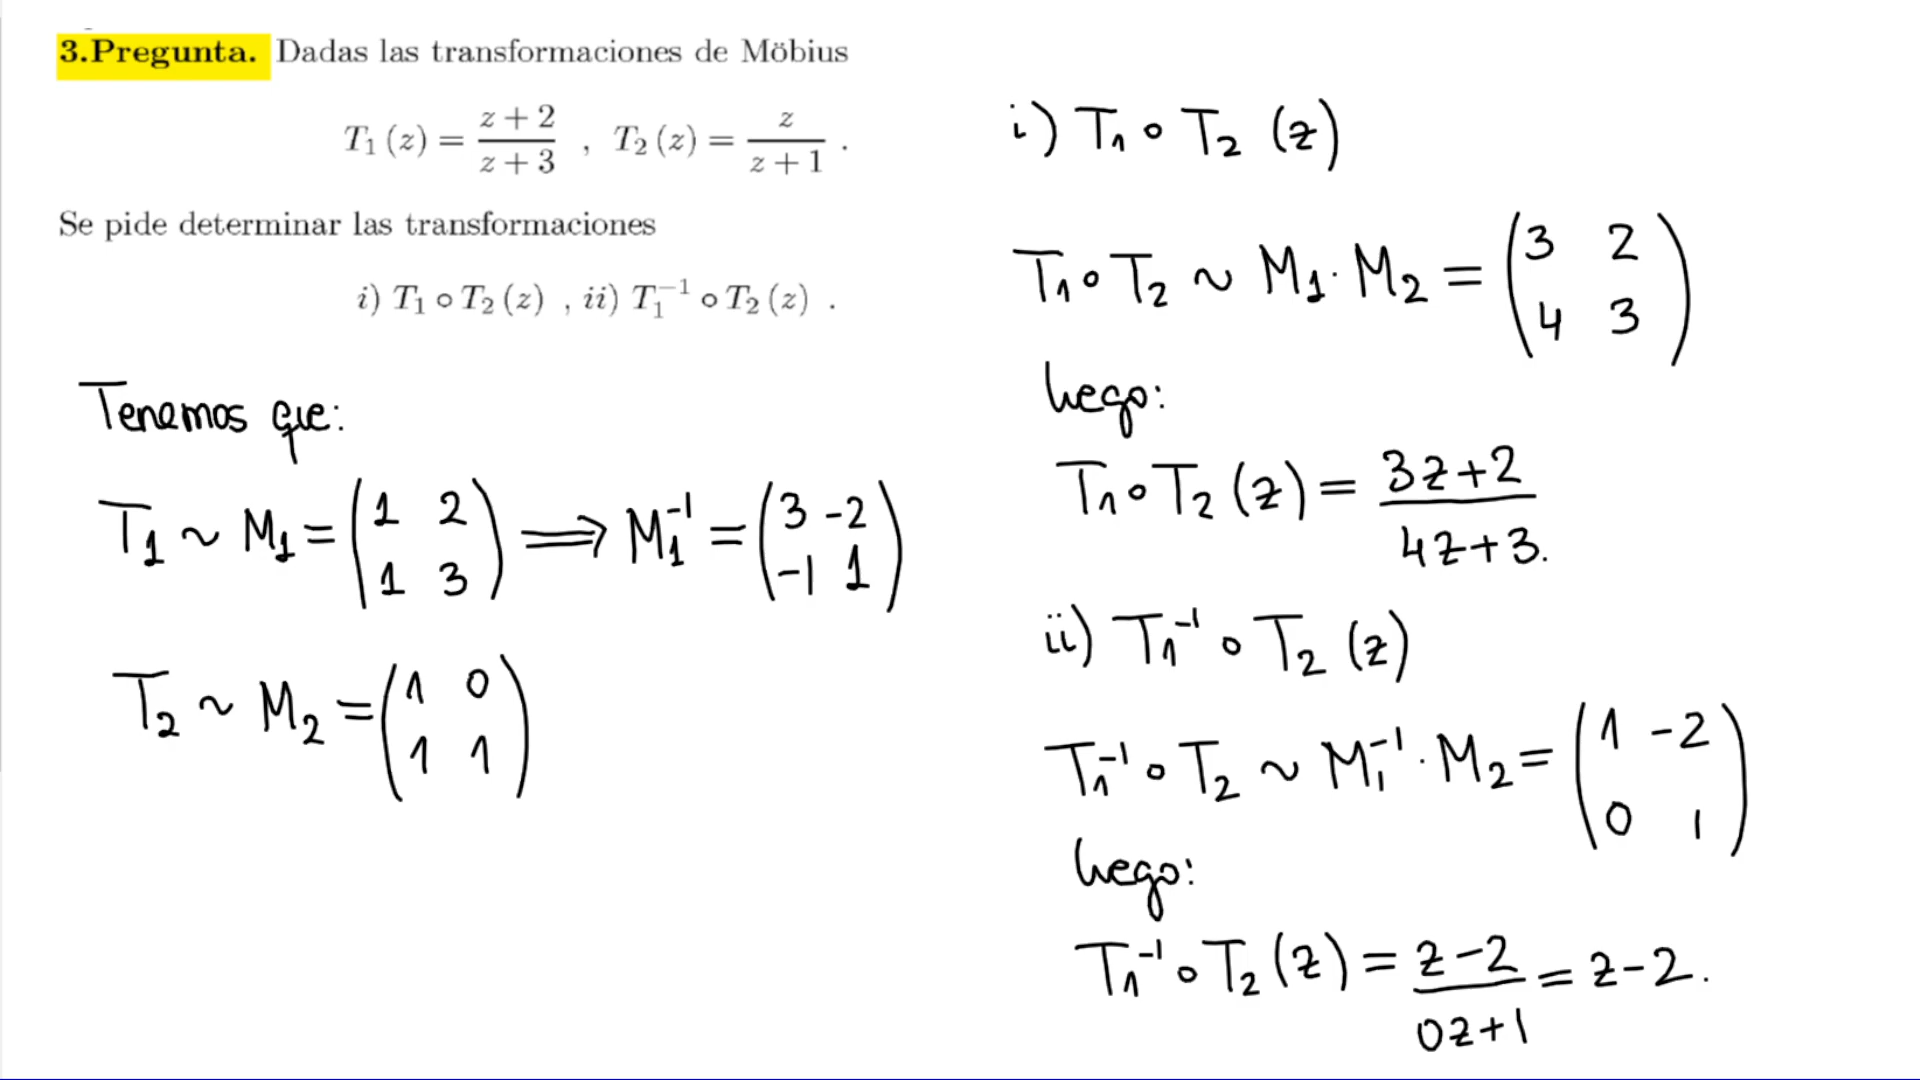 3.Pregunta. Dadas las transformaciones de Möbius
T₁ (z) = (z + 2)/(z + 3) , T₂ (z) = z/(z + 1) .
Se pide determinar las transformaciones
i) T₁ ∘ T₂ (z) , ii) T₁⁻¹ ∘ T₂ (z) .
Tenemos que:
T₁ ~ M₁ = (1 2; 1 3) ⟹ M₁⁻¹ = (3 -2; -1 1)
T₂ ~ M₂ = (1 0; 1 1)
i) T₁ ∘ T₂ (z)
T₁ ∘ T₂ ~ M₁ · M₂ = (3 2; 4 3)
luego:
T₁ ∘ T₂ (z) = (3z+2)/(4z+3).
ii) T₁⁻¹ ∘ T₂ (z)
T₁⁻¹ ∘ T₂ ~ M₁⁻¹ · M₂ = (1 -2; 0 1)
luego:
T₁⁻¹ ∘ T₂ (z) = (z-2)/(0z+1) = z-2.